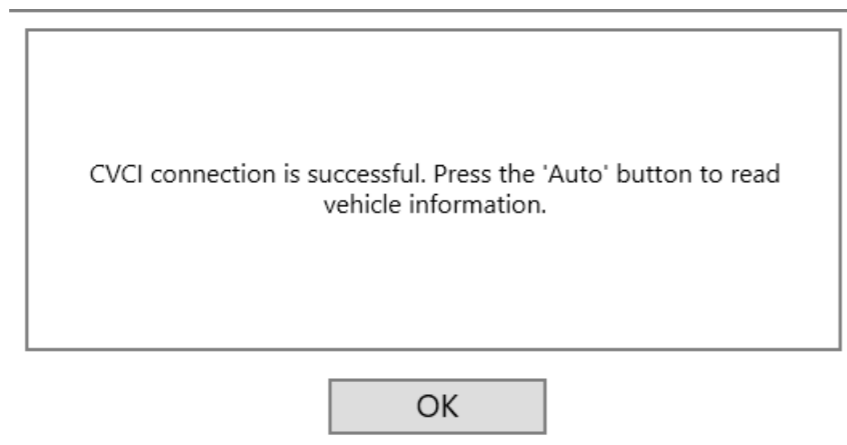 CVCI connection is successful. Press the 'Auto' button to read
vehicle information.
OK